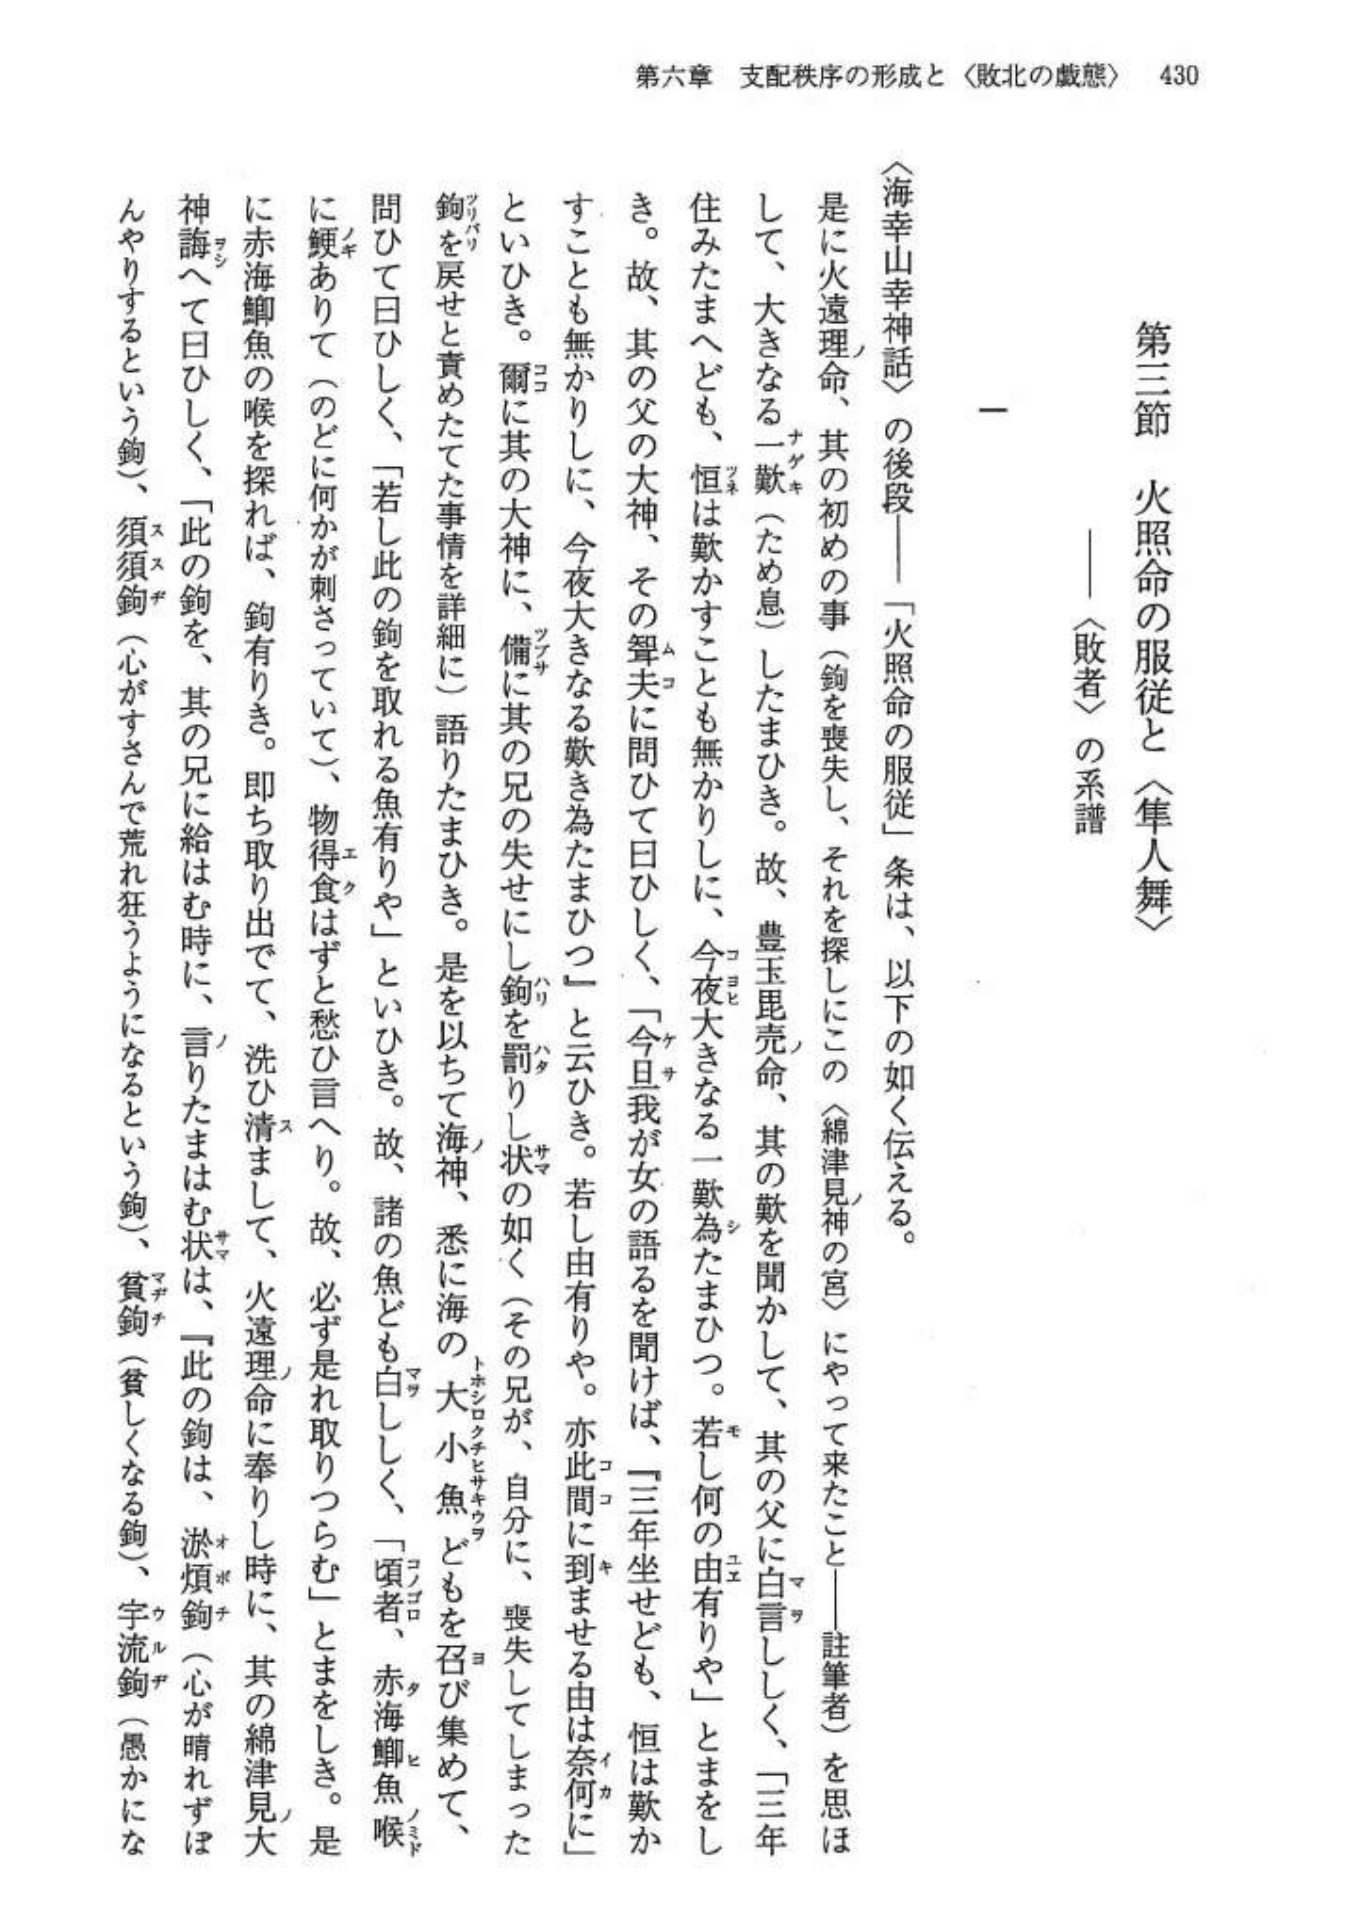 第六章　支配秩序の形成と〈敗北の戯態〉　430
第三節　火照命の服従と〈隼人舞〉
――〈敗者〉の系譜
一
〈海幸山幸神話〉の後段――「火照命の服従」条は、以下の如く伝える。
是に火遠理ノ命、其の初めの事（鉤を喪失し、それを探しにこの〈綿津見ノ神の宮〉にやって来たこと――註筆者）を思ほ
して、大きなる一歎（ため息）したまひき。故、豊玉毘売ノ命、其の歎を聞かして、其の父に白言ししく、「三年
住みたまへども、恒は歎かすことも無かりしに、今夜大きなる一歎為たまひつ。若し何の由有りや」とまをし
き。故、其の父の大神、その聟夫に問ひて曰ひしく、「今旦我が女の語るを聞けば、『三年坐せども、恒は歎か
すことも無かりしに、今夜大きなる歎き為たまひつ』と云ひき。若し由有りや。亦此間に到ませる由は奈何に」
といひき。爾に其の大神に、備に其の兄の失せにし鉤を罰りし状の如く（その兄が、自分に、喪失してしまった
鉤を戻せと責めたてた事情を詳細に）語りたまひき。是を以ちて海ノ神、悉に海の大小魚どもを召び集めて、
問ひて曰ひしく、「若し此の鉤を取れる魚有りや」といひき。故、諸の魚ども白ししく、「頃者、赤海鯽魚喉
に鯁ありて（のどに何かが刺さっていて）、物得食はずと愁ひ言へり。故、必ず是れ取りつらむ」とまをしき。是
に赤海鯽魚の喉を探れば、鉤有りき。即ち取り出でて、洗ひ清まして、火遠理ノ命に奉りし時に、其の綿津見ノ大
神誨へて曰ひしく、「此の鉤を、其の兄に給はむ時に、言りたまはむ状は、『此の鉤は、淤煩鉤（心が晴れずぼ
んやりするという鉤）、須須鉤（心がすさんで荒れ狂うようになるという鉤）、貧鉤（貧しくなる鉤）、宇流鉤（愚かにな